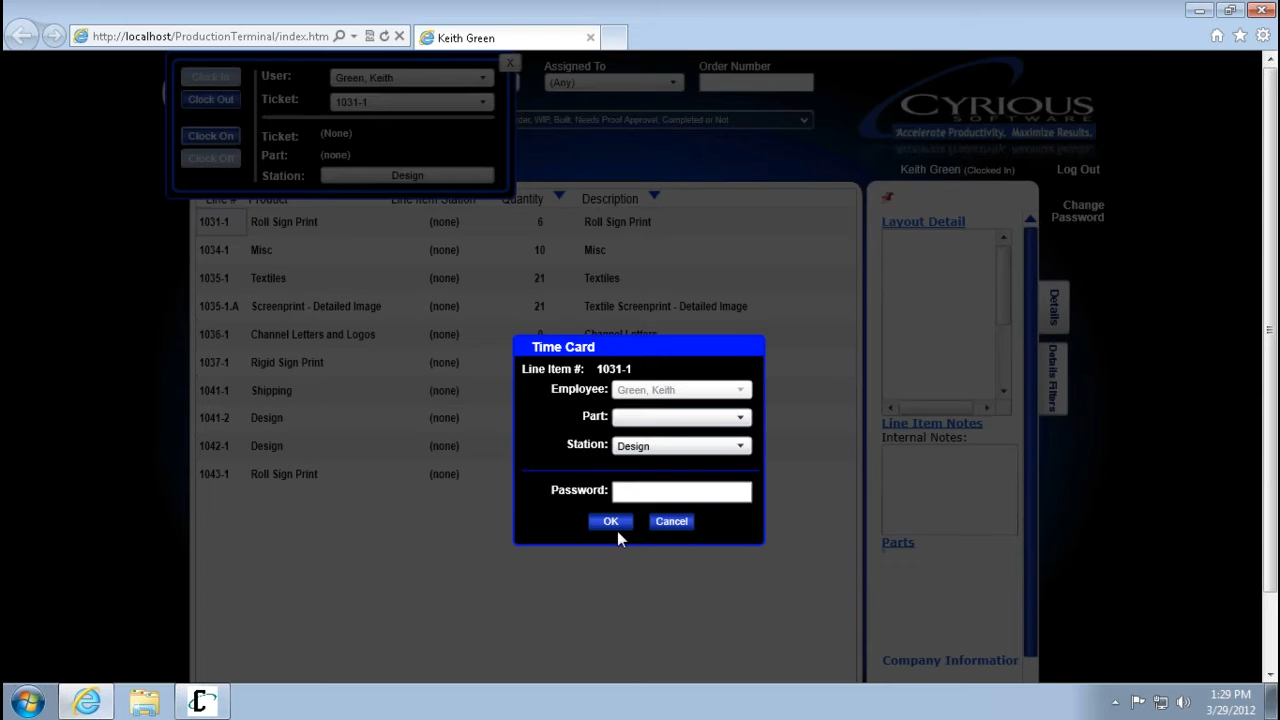 http://localhost/ProductionTerminal/index.htm
Keith Green
Clock In
User:
Green, Keith
X
Clock Out
Ticket:
1031-1
Clock On
Ticket:
(None)
Clock Off
Part:
(none)
Station:
Design
Assigned To
(Any)
Order Number
der, WIP, Built, Needs Proof Approval, Completed or Not
CYRIOUS
SOFTWARE
Accelerate Productivity. Maximize Results.
Keith Green (Clocked In)
Log Out
Change
Password
Line # Product Line Item Station Quantity Description
1031-1 Roll Sign Print (none) 6 Roll Sign Print
1034-1 Misc (none) 10 Misc
1035-1 Textiles (none) 21 Textiles
1035-1.A Screenprint - Detailed Image (none) 21 Textile Screenprint - Detailed Image
1036-1 Channel Letters and Logos (none) Channel Letters
1037-1 Rigid Sign Print (none)
1041-1 Shipping (none)
1041-2 Design (none)
1042-1 Design (none)
1043-1 Roll Sign Print (none)
Time Card
Line Item #: 1031-1
Employee: Green, Keith
Part:
Station: Design
Password:
OK
Cancel
Layout Detail
Line Item Notes
Internal Notes:
Parts
Company Information
Details
Details Filters
1:29 PM
3/29/2012